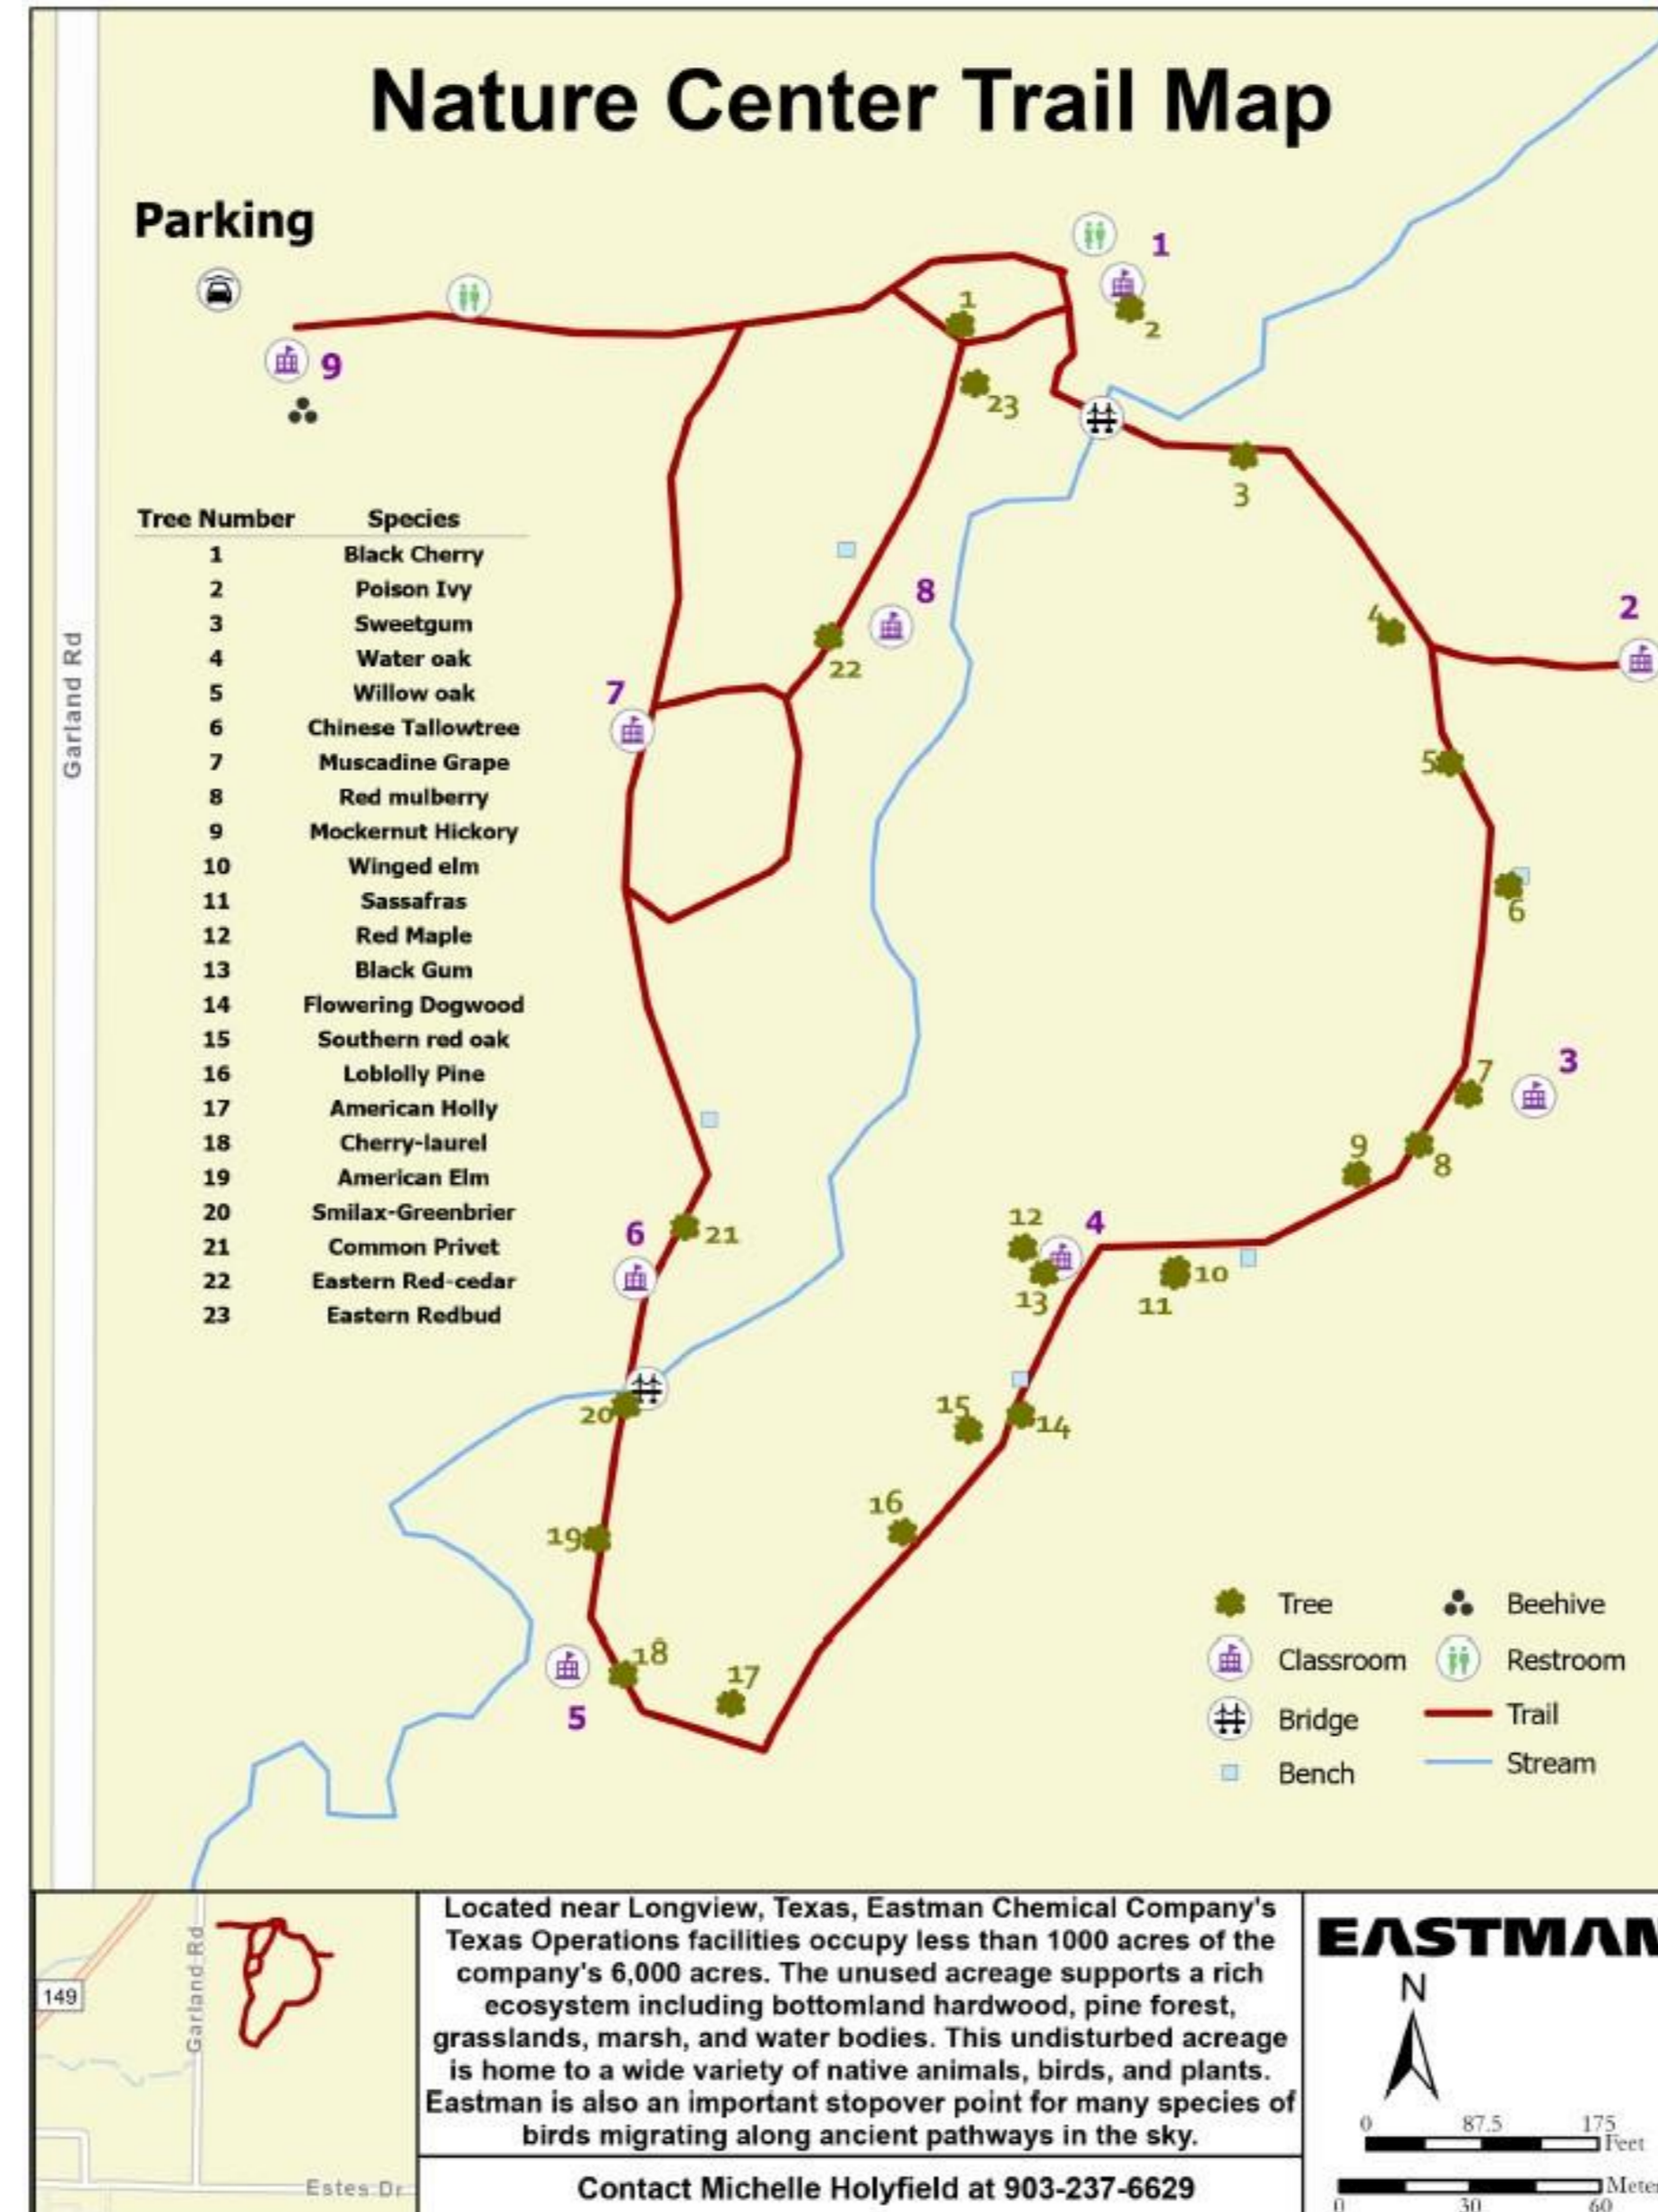 Nature Center Trail Map
Parking
Garland Rd
Tree Number Species
1 Black Cherry
2 Poison Ivy
3 Sweetgum
4 Water oak
5 Willow oak
6 Chinese Tallowtree
7 Muscadine Grape
8 Red mulberry
9 Mockernut Hickory
10 Winged elm
11 Sassafras
12 Red Maple
13 Black Gum
14 Flowering Dogwood
15 Southern red oak
16 Loblolly Pine
17 American Holly
18 Cherry-laurel
19 American Elm
20 Smilax-Greenbrier
21 Common Privet
22 Eastern Red-cedar
23 Eastern Redbud
1
1
2
9
23
3
8
2
4
22
7
5
6
3
7
9
8
12
4
6
21
10
13
11
15
14
20
16
19
18
17
5
Tree
Beehive
Classroom
Restroom
Bridge
Trail
Bench
Stream
149
Garland Rd
Estes Dr
Located near Longview, Texas, Eastman Chemical Company's
Texas Operations facilities occupy less than 1000 acres of the
company's 6,000 acres. The unused acreage supports a rich
ecosystem including bottomland hardwood, pine forest,
grasslands, marsh, and water bodies. This undisturbed acreage
is home to a wide variety of native animals, birds, and plants.
Eastman is also an important stopover point for many species of
birds migrating along ancient pathways in the sky.
Contact Michelle Holyfield at 903-237-6629
EASTMAN
N
0 87.5 175
Feet
Meter
0 30 60